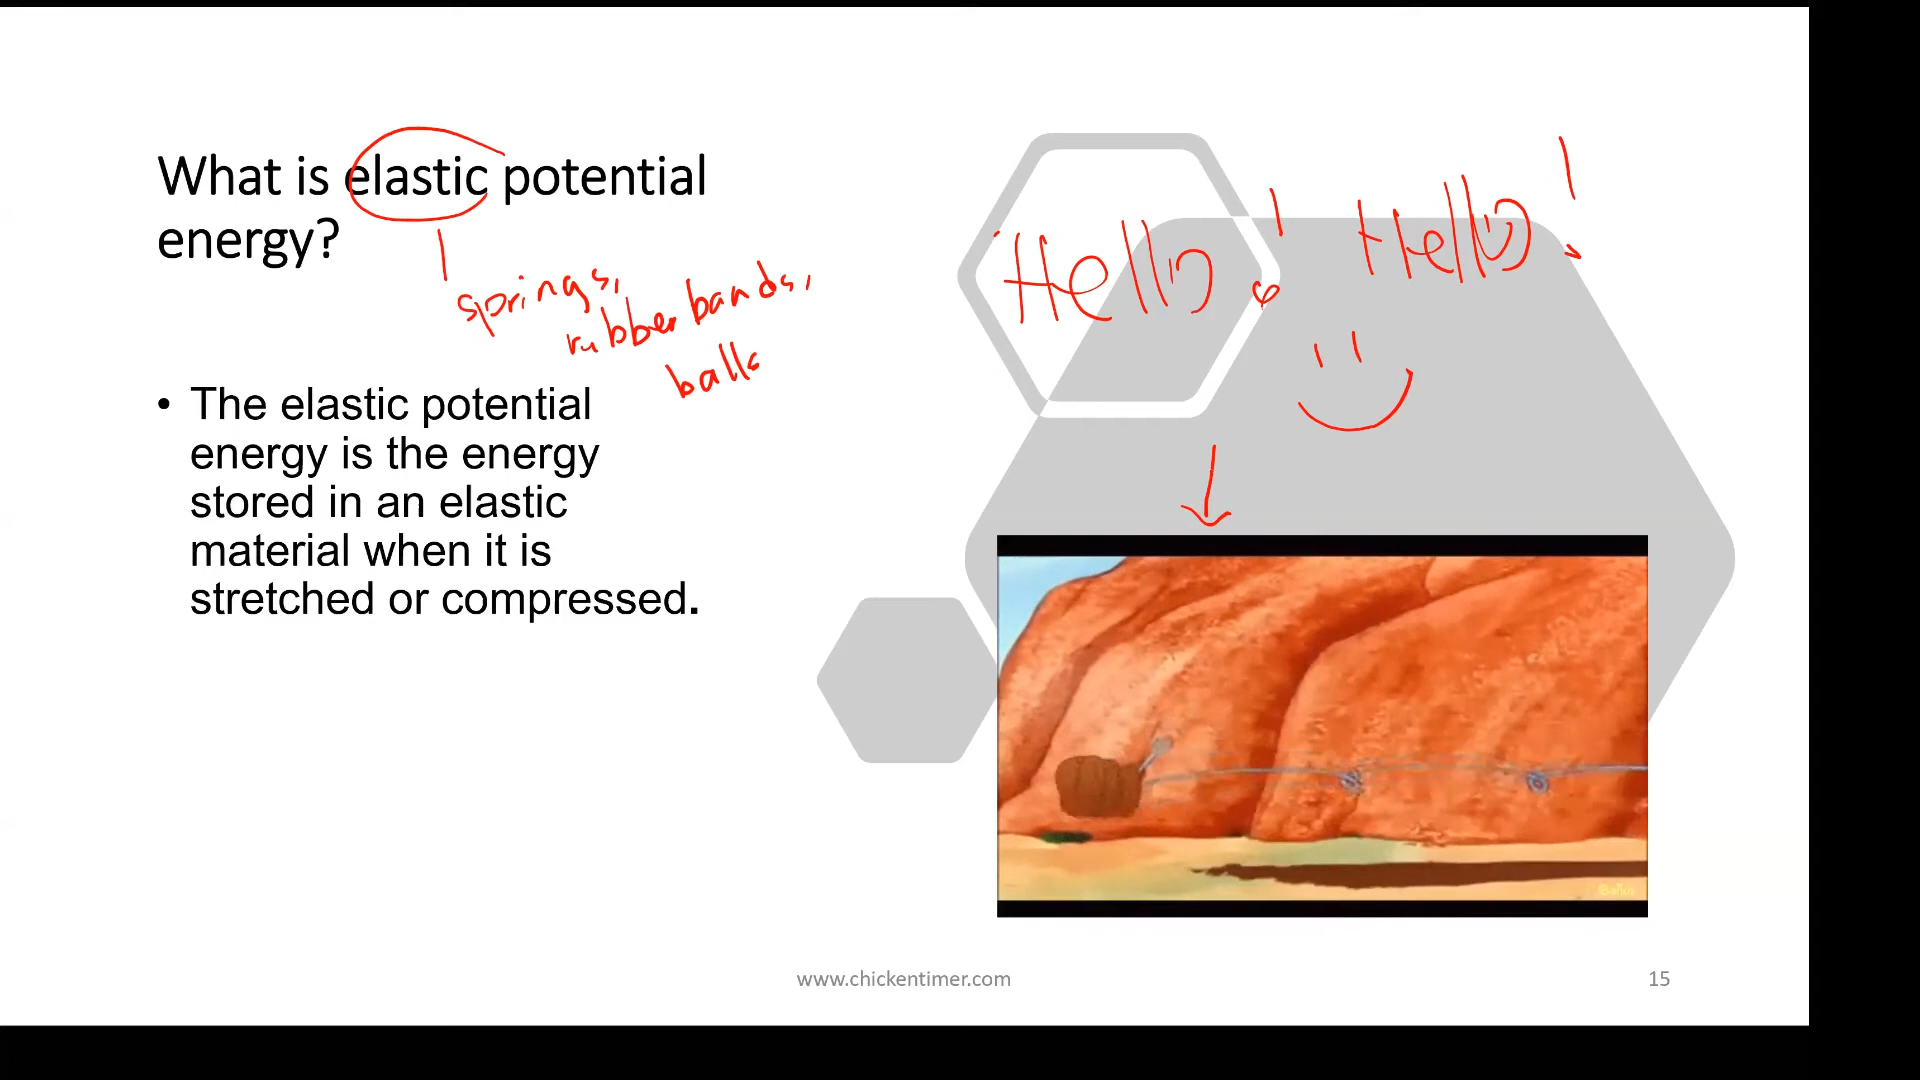 What is elastic potential
energy?
springs,
rubber bands,
balls
• The elastic potential
energy is the energy
stored in an elastic
material when it is
stretched or compressed.
Hello! Hello!
www.chickentimer.com
15